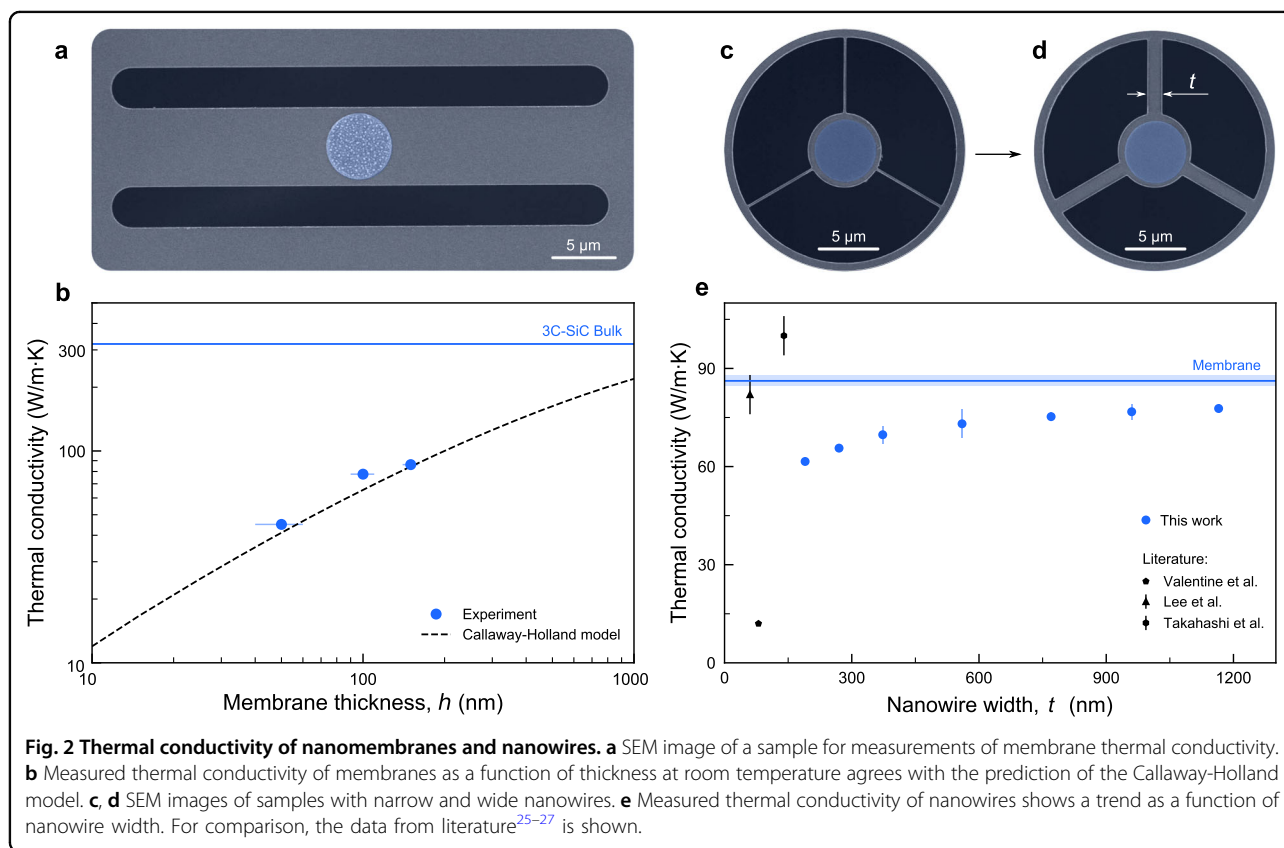 a
5 µm
c
5 µm
d
t
5 µm
b
Thermal conductivity (W/m·K)
300
100
10
3C-SiC Bulk
Experiment
Callaway-Holland model
10
100
1000
Membrane thickness, h (nm)
e
Thermal conductivity (W/m·K)
90
60
30
0
Membrane
This work
Literature:
Valentine et al.
Lee et al.
Takahashi et al.
0
300
600
900
1200
Nanowire width, t (nm)
Fig. 2 Thermal conductivity of nanomembranes and nanowires. a SEM image of a sample for measurements of membrane thermal conductivity.
b Measured thermal conductivity of membranes as a function of thickness at room temperature agrees with the prediction of the Callaway-Holland
model. c, d SEM images of samples with narrow and wide nanowires. e Measured thermal conductivity of nanowires shows a trend as a function of
nanowire width. For comparison, the data from literature25–27 is shown.